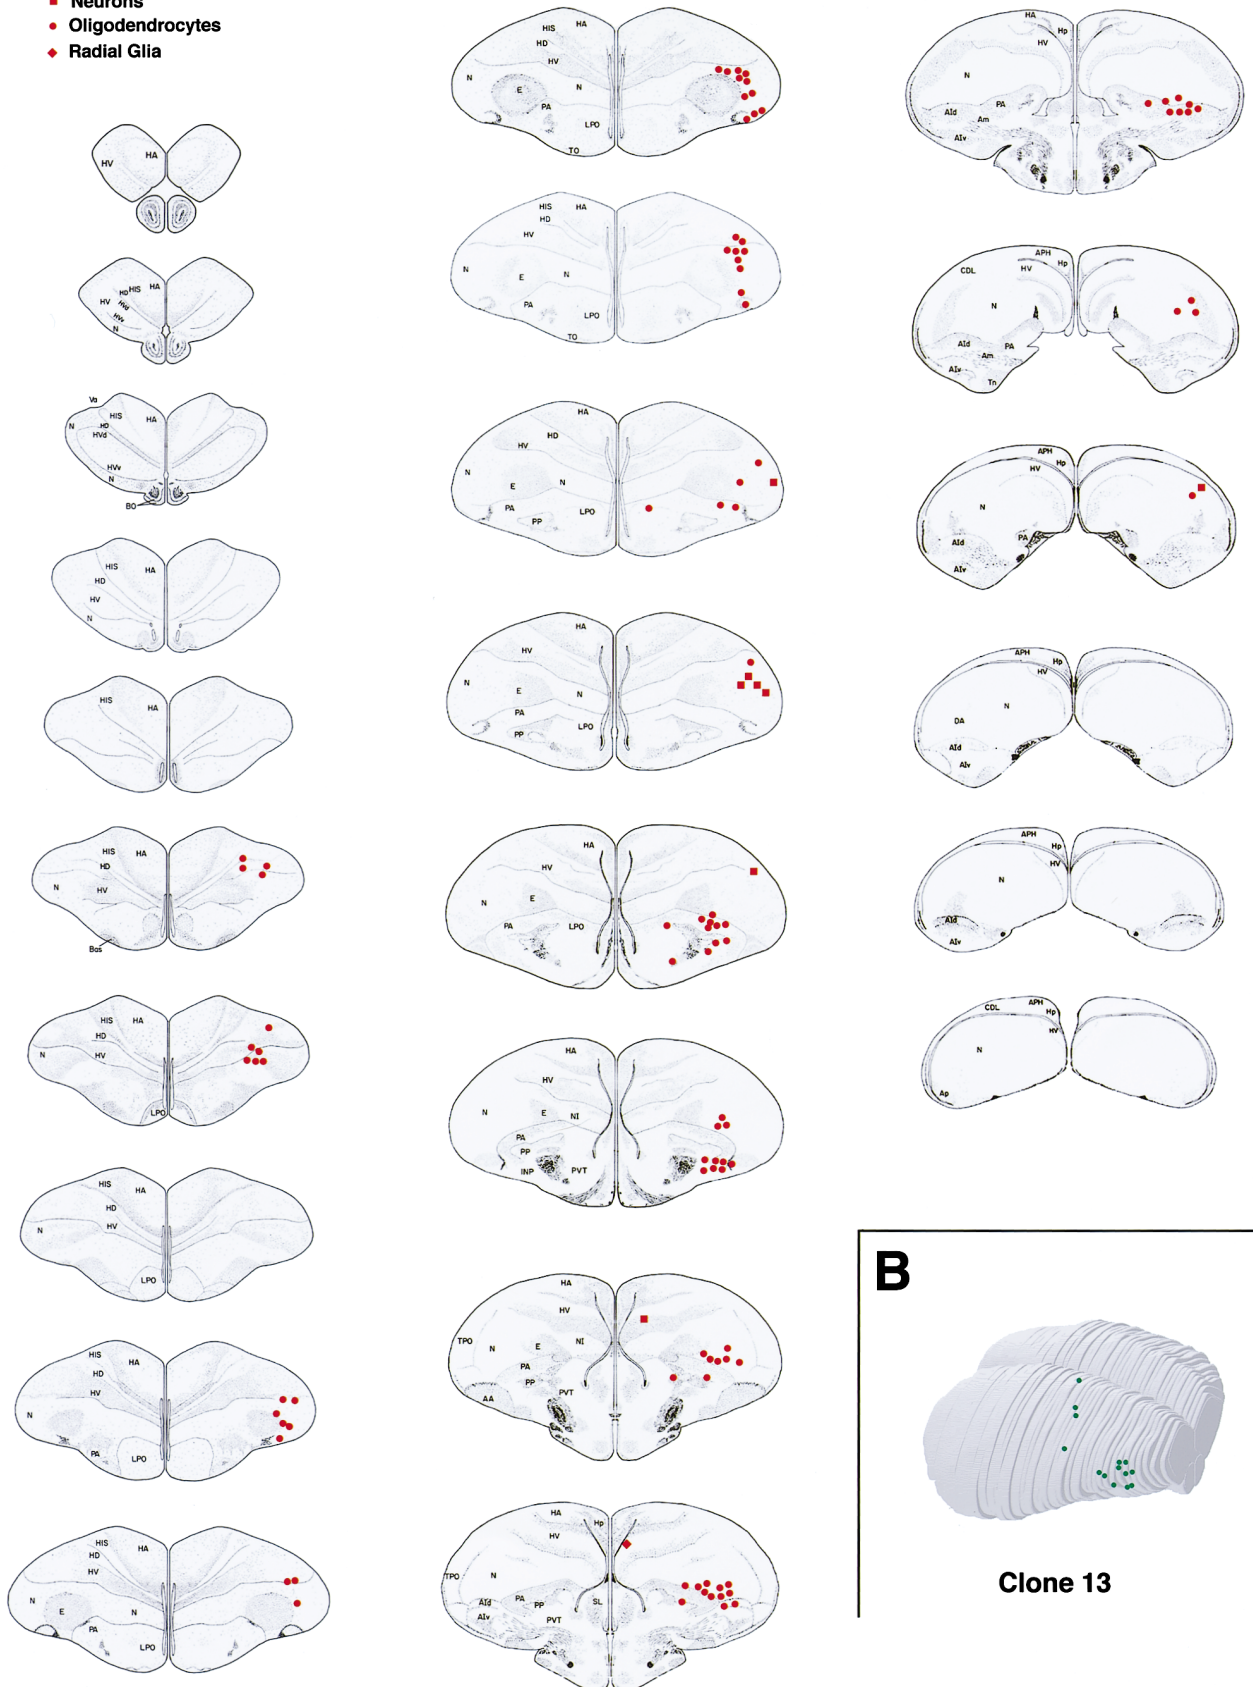 Neurons
Oligodendrocytes
Radial Glia
HV HA
HD HIS HA
HV HVd
HVv
N
Va
HIS HA
N HD
HVd
HVv
N
BO
HIS HA
HD
HV
N
HIS HA
HIS HA
HD
N HV
Bas
HIS HA
HD
N HV
LPO
HIS HA
HD
N HV
LPO
HIS HA
HD
HV
N
PA LPO
HIS HA
HD
HV
N E N
PA
LPO
HIS HA
HD
HV
N E N
PA
LPO
TO
HIS HA
HD
HV
N E N
PA LPO
TO
HA
HD
HV
N E N
PA PP LPO
HA
HV
N E N
PA
PP LPO
HA
HV
N E
PA LPO
HA
HV
N E NI
PA
PP
INP PVT
HA
HV
TPO N E NI
PA
PP
AA PVT
HA
Hp
HV
TPO N
AId PA PP SL
AIv PVT
HA
Hp
HV
N
AId PA
Am
AIv
APH
CDL HV Hp
N
AId PA
Am
AIv
Tn
APH
HV Hp
N
AId PA
AIv
APH
Hp
HV
N
OA
AId
AIv
APH
Hp
HV
N
AId
AIv
CDL APH
Hp
HV
N
Ap
B
Clone 13